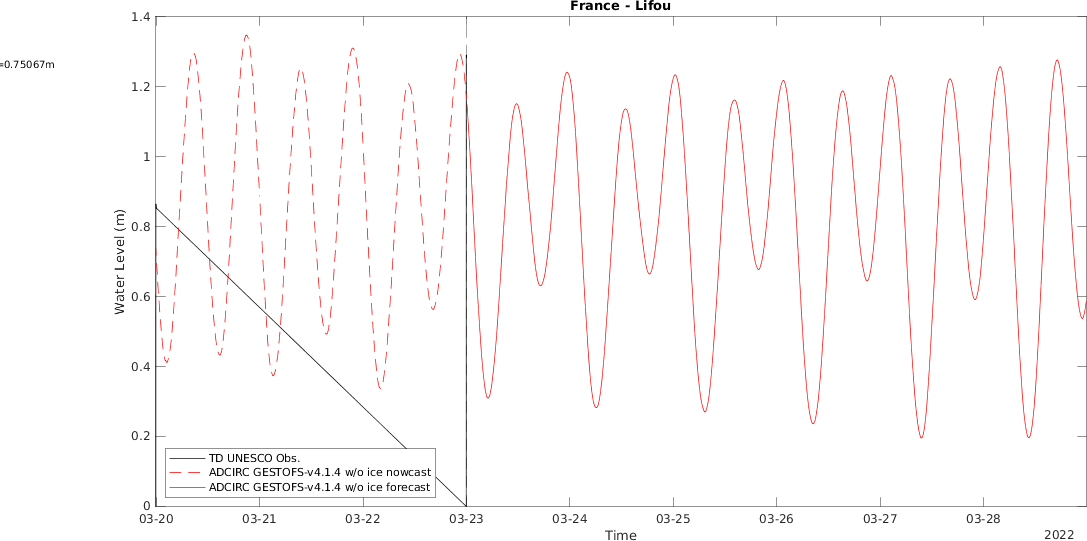 France - Lifou
=0.75067m
Water Level (m)
1.4
1.2
1
0.8
0.6
0.4
0.2
0
TD UNESCO Obs.
ADCIRC GESTOFS-v4.1.4 w/o ice nowcast
ADCIRC GESTOFS-v4.1.4 w/o ice forecast
03-20 03-21 03-22 03-23 03-24 03-25 03-26 03-27 03-28
Time
2022